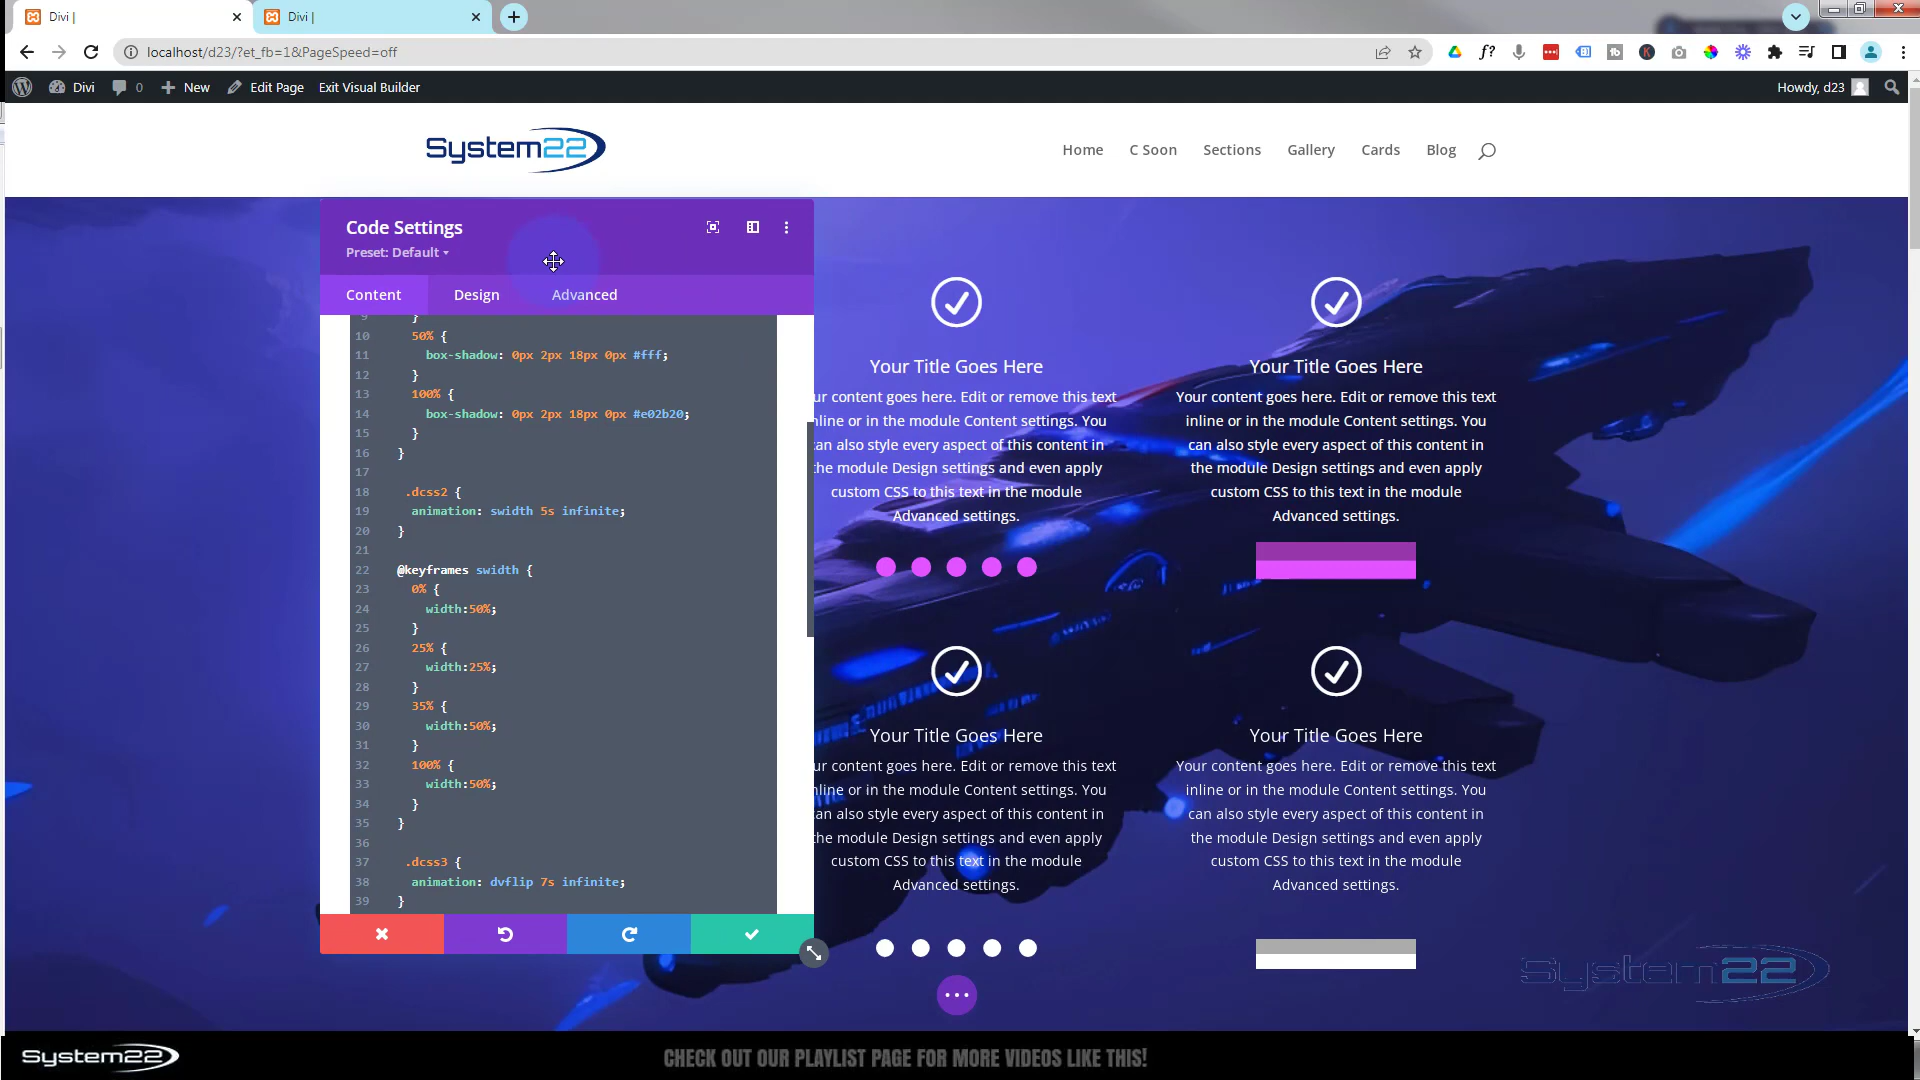 Divi |
Divi |
localhost/d23/?et_fb=1&PageSpeed=off
Divi
0
New
Edit Page
Exit Visual Builder
Howdy, d23
System22
Home
C Soon
Sections
Gallery
Cards
Blog
Code Settings
Preset: Default
Content
Design
Advanced
9 }
10 50% {
11 box-shadow: 0px 2px 18px 0px #fff;
12 }
13 100% {
14 box-shadow: 0px 2px 18px 0px #e02b20;
15 }
16 }
17
18 .dcss2 {
19 animation: swidth 5s infinite;
20 }
21
22 @keyframes swidth {
23 0% {
24 width:50%;
25 }
26 25% {
27 width:25%;
28 }
29 35% {
30 width:50%;
31 }
32 100% {
33 width:50%;
34 }
35 }
36
37 .dcss3 {
38 animation: dvflip 7s infinite;
39 }
Your Title Goes Here
ur content goes here. Edit or remove this text
nline or in the module Content settings. You
can also style every aspect of this content in
the module Design settings and even apply
custom CSS to this text in the module
Advanced settings.
Your Title Goes Here
Your content goes here. Edit or remove this text
inline or in the module Content settings. You
can also style every aspect of this content in
the module Design settings and even apply
custom CSS to this text in the module
Advanced settings.
Your Title Goes Here
ur content goes here. Edit or remove this text
nline or in the module Content settings. You
an also style every aspect of this content in
the module Design settings and even apply
custom CSS to this text in the module
Advanced settings.
Your Title Goes Here
Your content goes here. Edit or remove this text
inline or in the module Content settings. You
can also style every aspect of this content in
the module Design settings and even apply
custom CSS to this text in the module
Advanced settings.
System22
System22
CHECK OUT OUR PLAYLIST PAGE FOR MORE VIDEOS LIKE THIS!